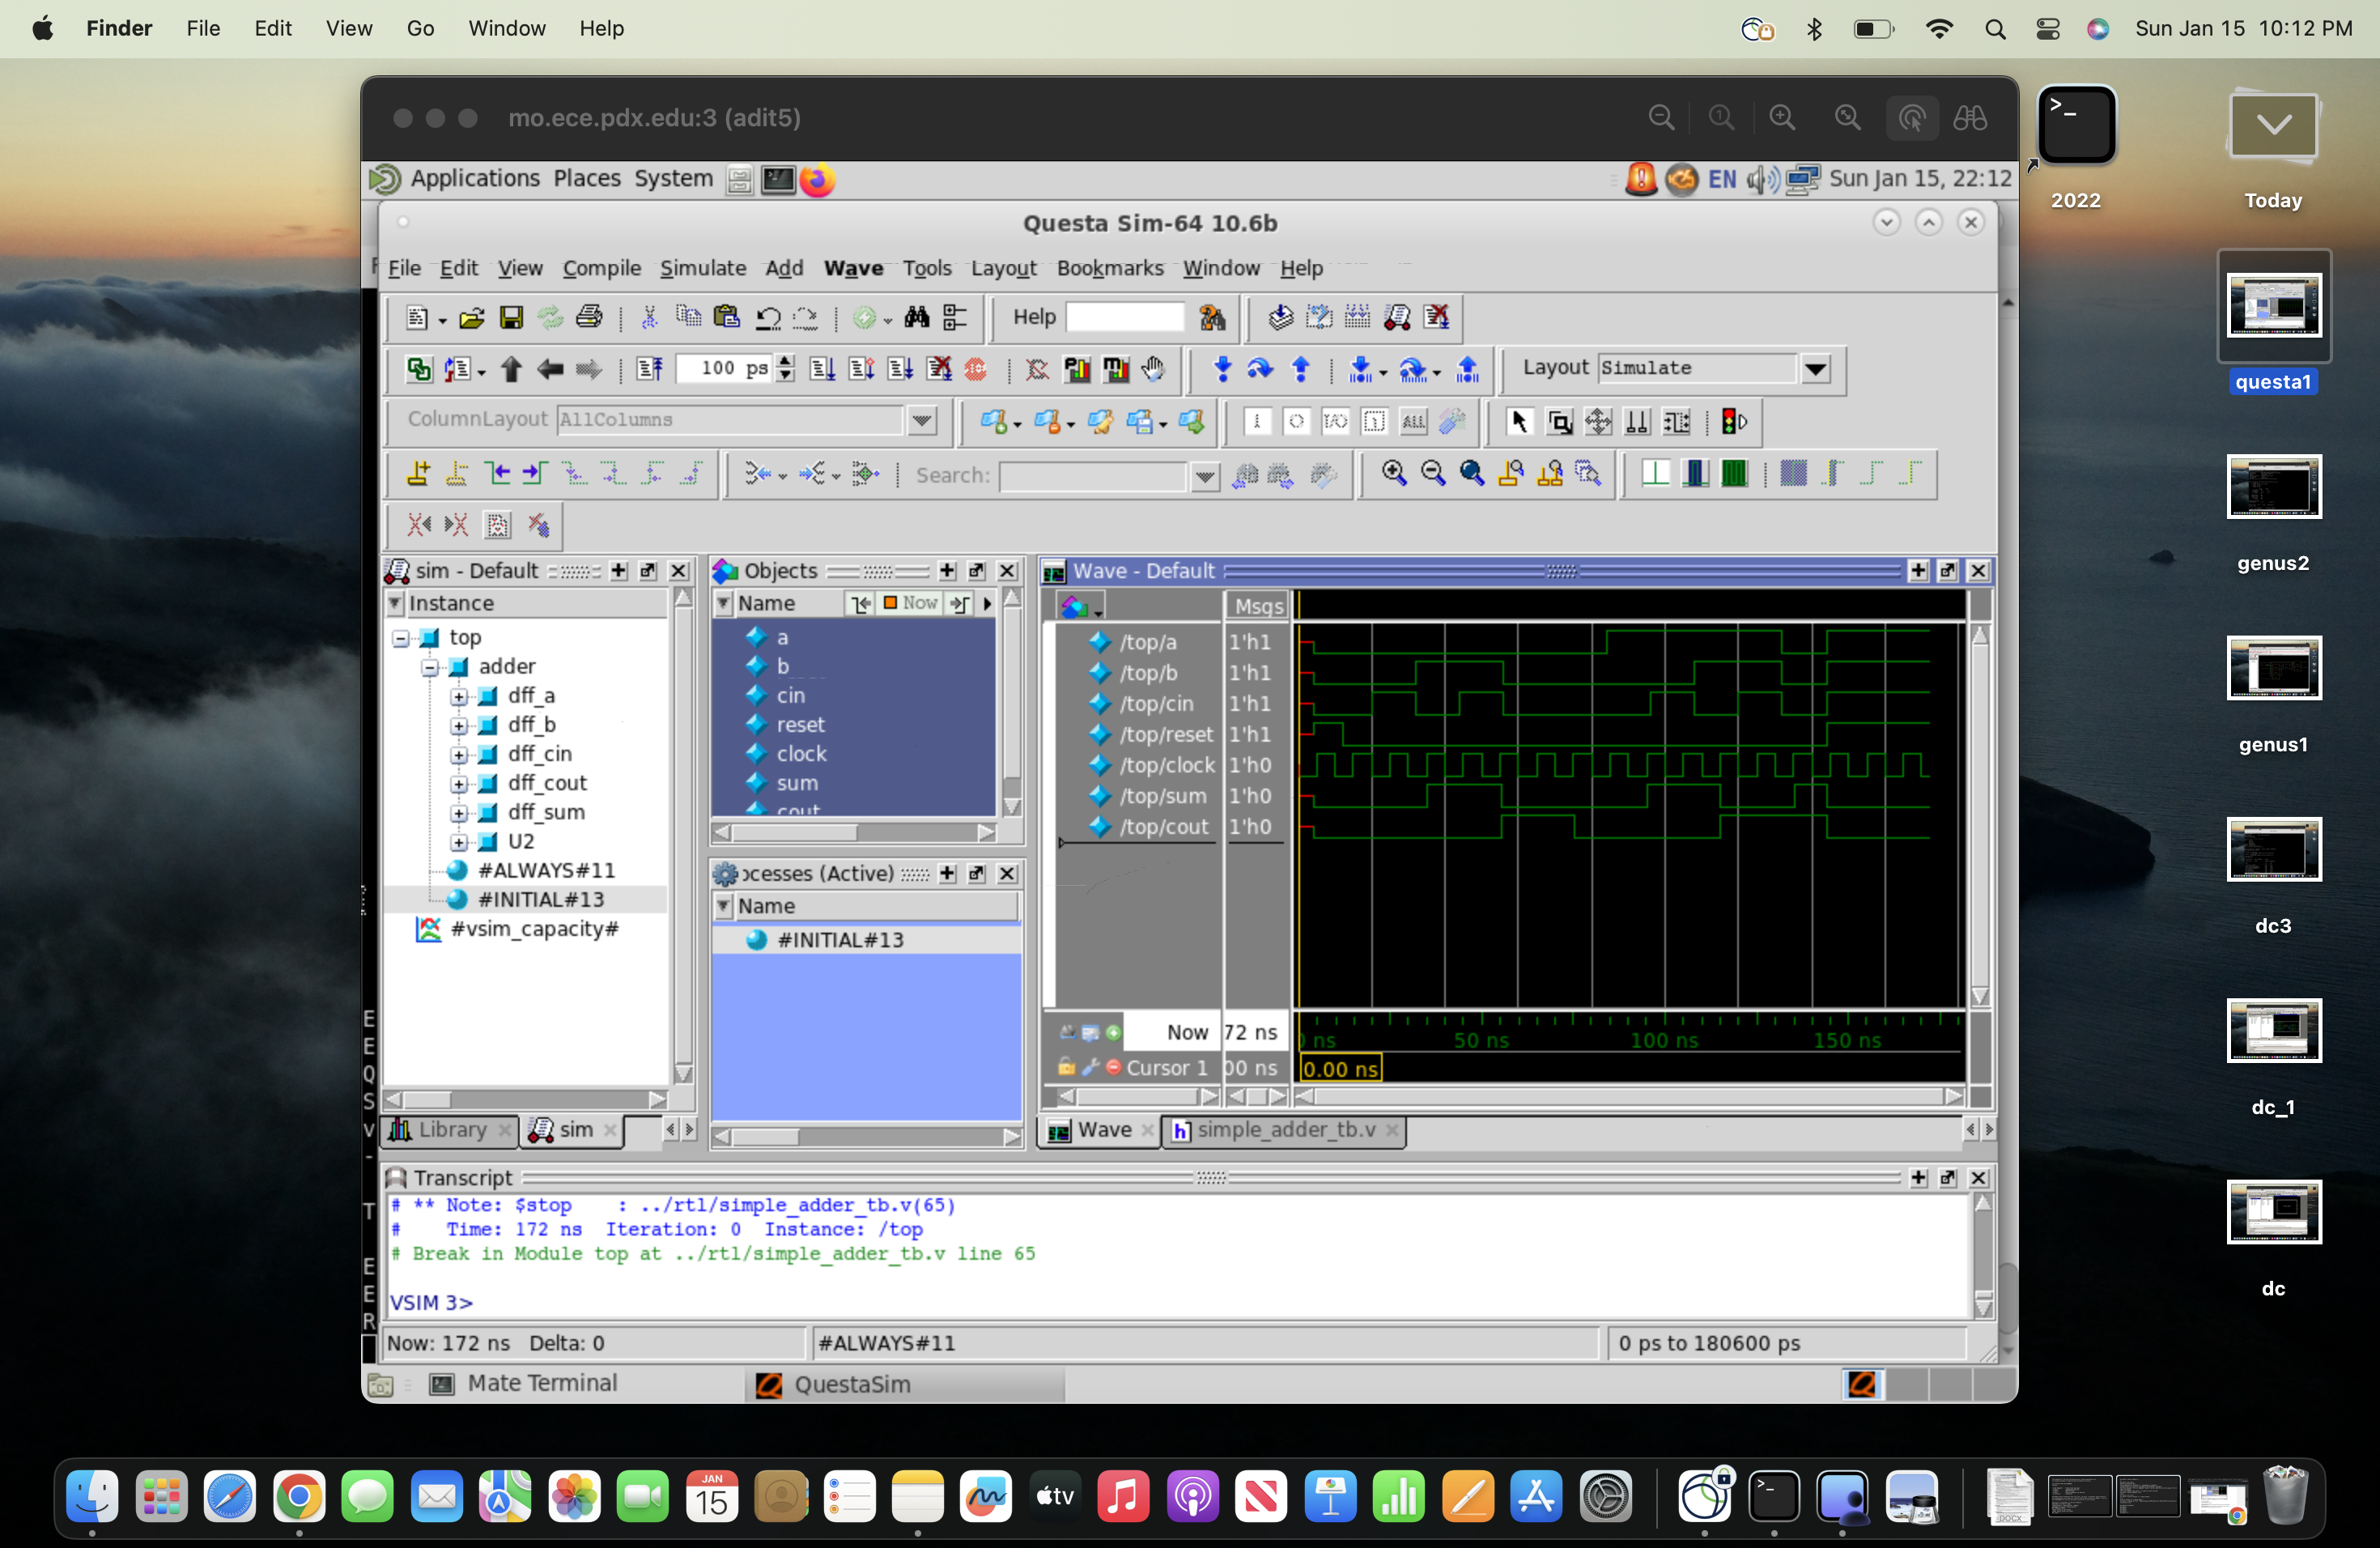 Finder File Edit View Go Window Help Sun Jan 15 10:12 PM
mo.ece.pdx.edu:3 (adit5)
Applications Places System EN Sun Jan 15, 22:12
Questa Sim-64 10.6b
File Edit View Compile Simulate Add Wave Tools Layout Bookmarks Window Help
Help
100 ps Layout Simulate
ColumnLayout AllColumns
Search:
sim - Default
Instance
top
adder
dff_a
dff_b
dff_cin
dff_cout
dff_sum
U2
#ALWAYS#11
#INITIAL#13
#vsim_capacity#
Library sim
Objects
Name Now
a
b
cin
reset
clock
sum
cout
ocesses (Active)
Name
#INITIAL#13
Wave - Default
Msgs
/top/a 1'h1
/top/b 1'h1
/top/cin 1'h1
/top/reset 1'h1
/top/clock 1'h0
/top/sum 1'h0
/top/cout 1'h0
Now 72 ns ns 50 ns 100 ns 150 ns
Cursor 1 00 ns 0.00 ns
Wave simple_adder_tb.v
Transcript
# ** Note: $stop : ../rtl/simple_adder_tb.v(65)
# Time: 172 ns Iteration: 0 Instance: /top
# Break in Module top at ../rtl/simple_adder_tb.v line 65
VSIM 3>
Now: 172 ns Delta: 0 #ALWAYS#11 0 ps to 180600 ps
Mate Terminal QuestaSim
E
E
Q
S
V
-
T
E
E
R
2022
Today
questa1
genus2
genus1
dc3
dc_1
dc
JAN
15
tv
DOCX